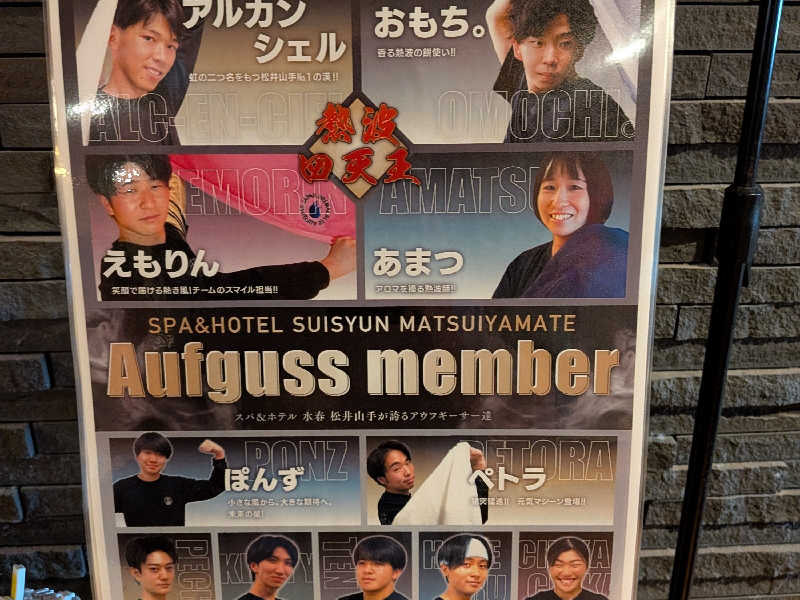 アルカン
シェル
虹の二つ名をもつ松井山手№1の漢!!
ALC-EN-CIEL
おもち。
香る熱波の餅使い!!
OMOCHI。
熱波
四天王
EMORIN
えもりん
笑顔で届ける熱き風!チームのスマイル担当!!
AMATSU
あまつ
アロマを操る熱波師!!
SPA&HOTEL SUISYUN MATSUIYAMATE
Aufguss member
スパ&ホテル 水春 松井山手が誇るアウフギーサー達
PONZ
ぽんず
小さな風から、大きな期待へ。
未来の星!
PETORA
ペトラ
猪突猛進!! 元気マシーン登場!!